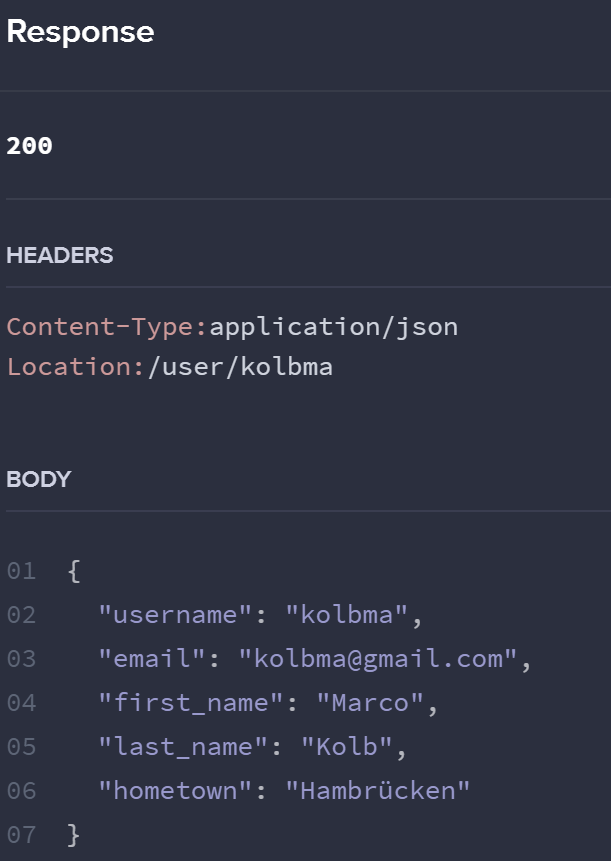 Response
200
HEADERS
Content-Type:application/json
Location:/user/kolbma
BODY
01 {
02 "username": "kolbma",
03 "email": "kolbma@gmail.com",
04 "first_name": "Marco",
05 "last_name": "Kolb",
06 "hometown": "Hambrücken"
07 }